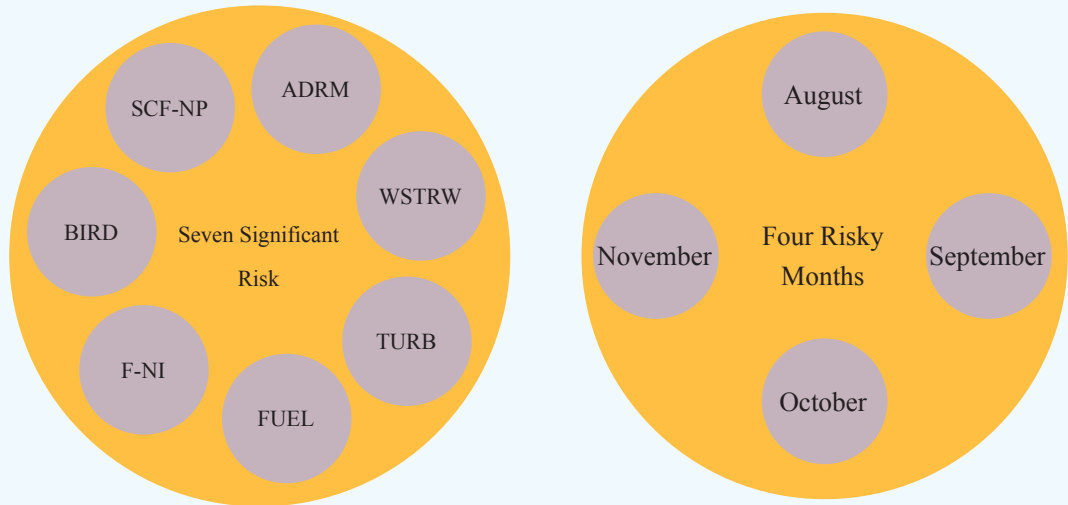 SCF-NP
ADRM
WSTRW
BIRD
Seven Significant
Risk
TURB
F-NI
FUEL
August
November
Four Risky
Months
September
October